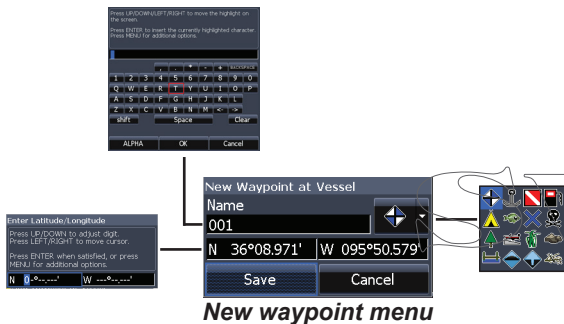 Press UP/DOWN/LEFT/RIGHT to move the highlight on
the screen.
Press ENTER to insert the currently highlighted character.
Press MENU for additional options.
, . * - + BACKSPACE
1 2 3 4 5 6 7 8 9 0
Q W E R T Y U I O P
A S D F G H J K L
Z X C V B N M <- ->
shift Space Clear
ALPHA OK Cancel
New Waypoint at Vessel
Name
001
N 36°08.971' W 095°50.579'
Save Cancel
Enter Latitude/Longitude
Press UP/DOWN to adjust digit.
Press LEFT/RIGHT to move cursor.
Press ENTER when satisfied, or press
MENU for additional options.
N 0-°--.---' W ---°--.---'
New waypoint menu